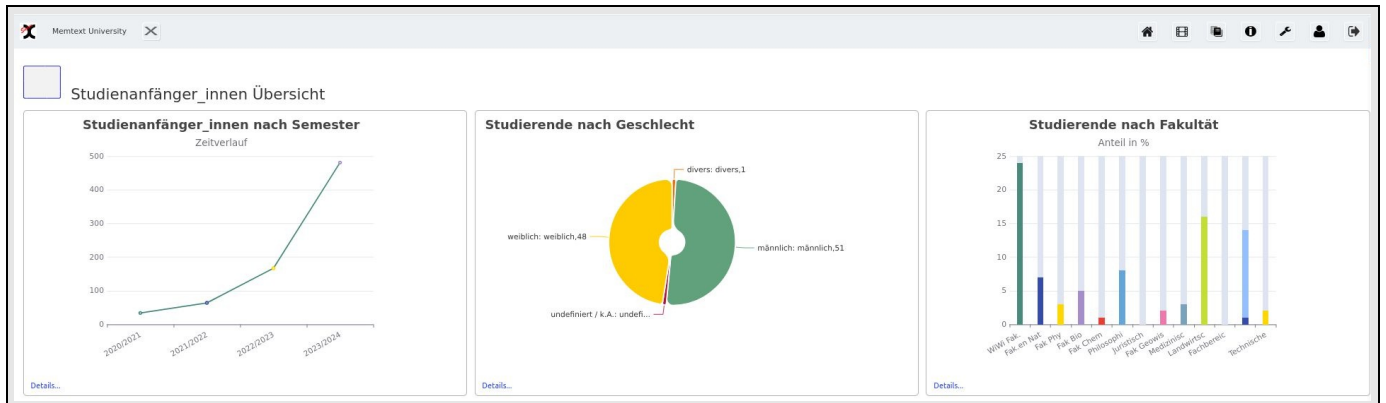 Memtext University
Studienanfänger_innen Übersicht
Studienanfänger_innen nach Semester
Zeitverlauf
500
400
300
200
100
0
2020/2021
2021/2022
2022/2023
2023/2024
Details...
Studierende nach Geschlecht
divers: divers,1
weiblich: weiblich,48
männlich: männlich,51
undefiniert / k.A.: undefi...
Details...
Studierende nach Fakultät
Anteil in %
25
20
15
10
5
0
WiWi Fak.
Fak.en Nat
Fak Phy
Fak Bio
Fak Chem
Philosophi
Juristisch
Fak Geowis
Medizinisc
Landwirtsc
Fachbereic
Technische
Details...